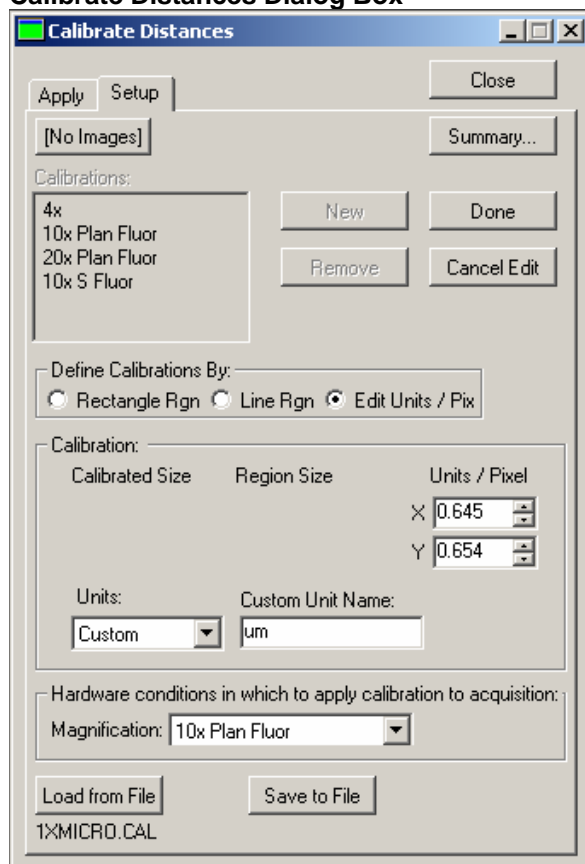 Calibrate Distances Dialog Box
Calibrate Distances
Apply Setup Close
[No Images] Summary...
Calibrations:
4x
10x Plan Fluor
20x Plan Fluor
10x S Fluor
New Done
Remove Cancel Edit
Define Calibrations By:
Rectangle Rgn Line Rgn Edit Units / Pix
Calibration:
Calibrated Size Region Size Units / Pixel
X 0.645
Y 0.654
Units: Custom Unit Name:
Custom um
Hardware conditions in which to apply calibration to acquisition:
Magnification: 10x Plan Fluor
Load from File Save to File
1XMICRO.CAL